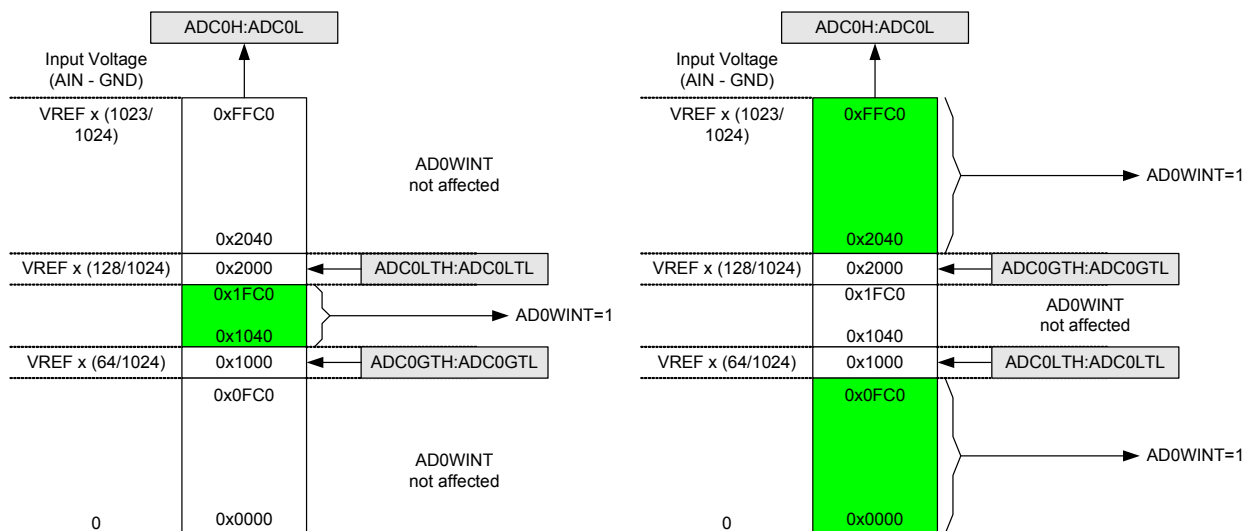 ADC0H:ADC0L
Input Voltage
(AIN - GND)
VREF x (1023/
1024)
0xFFC0
AD0WINT
not affected
0x2040
VREF x (128/1024)
0x2000
ADC0LTH:ADC0LTL
0x1FC0
AD0WINT=1
0x1040
VREF x (64/1024)
0x1000
ADC0GTH:ADC0GTL
0x0FC0
AD0WINT
not affected
0
0x0000
ADC0H:ADC0L
Input Voltage
(AIN - GND)
VREF x (1023/
1024)
0xFFC0
AD0WINT=1
0x2040
VREF x (128/1024)
0x2000
ADC0GTH:ADC0GTL
0x1FC0
AD0WINT
not affected
0x1040
VREF x (64/1024)
0x1000
ADC0LTH:ADC0LTL
0x0FC0
AD0WINT=1
0
0x0000